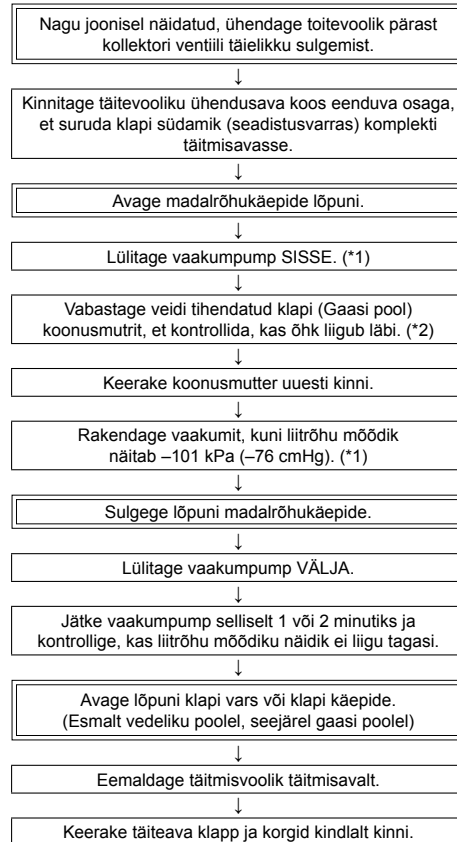 Nagu joonisel näidatud, ühendage toitevoolik pärast
kollektori ventiili täielikku sulgemist.
↓
Kinnitage täitevooliku ühendusava koos eenduva osaga,
et suruda klapi südamik (seadistusvarras) komplekti
täitmisavasse.
↓
Avage madalrõhukäepide lõpuni.
↓
Lülitage vaakumpump SISSE. (*1)
↓
Vabastage veidi tihendatud klapi (Gaasi pool)
koonusmutrit, et kontrollida, kas õhk liigub läbi. (*2)
↓
Keerake koonusmutter uuesti kinni.
↓
Rakendage vaakumit, kuni liitrõhu mõõdik
näitab –101 kPa (–76 cmHg). (*1)
↓
Sulgege lõpuni madalrõhukäepide.
↓
Lülitage vaakumpump VÄLJA.
↓
Jätke vaakumpump selliselt 1 või 2 minutiks ja
kontrollige, kas liitrõhu mõõdiku näidik ei liigu tagasi.
↓
Avage lõpuni klapi vars või klapi käepide.
(Esmalt vedeliku poolel, seejärel gaasi poolel)
↓
Eemaldage täitmisvoolik täitmisavalt.
↓
Keerake täiteava klapp ja korgid kindlalt kinni.